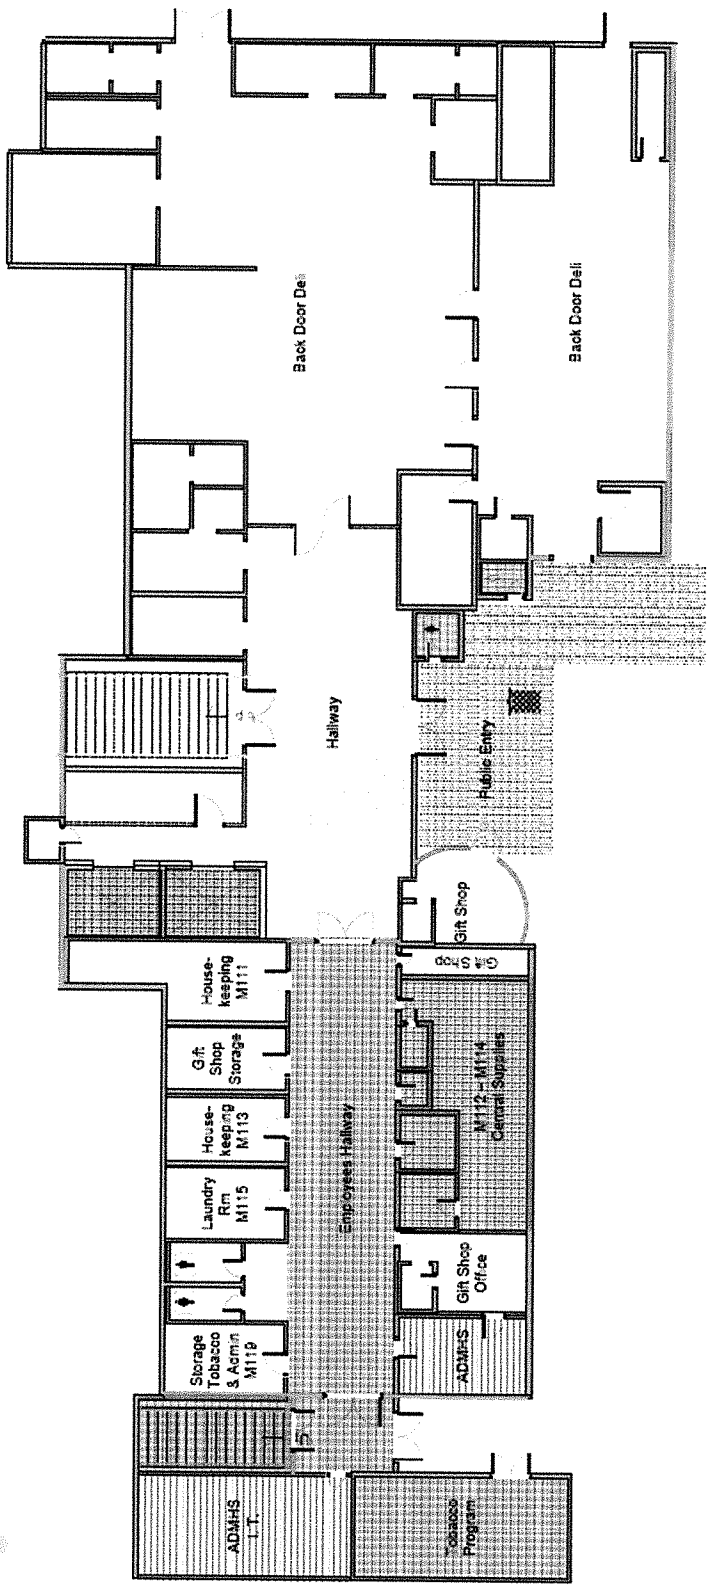 Back Door Deli
Back Door Deli
Hallway
Public Entry
Gift Shop
Gift
Shop
House-
keeping
M111
Gift
Shop
Storage
House-
keeping
M113
Laundry
Rm
M115
Storage
Tobacco
& Admin
M119
Employees Hallway
M112 – M114
Central Supplies
Gift Shop
Office
ADMHS
ADMHS
I. T.
Tobacco
Program